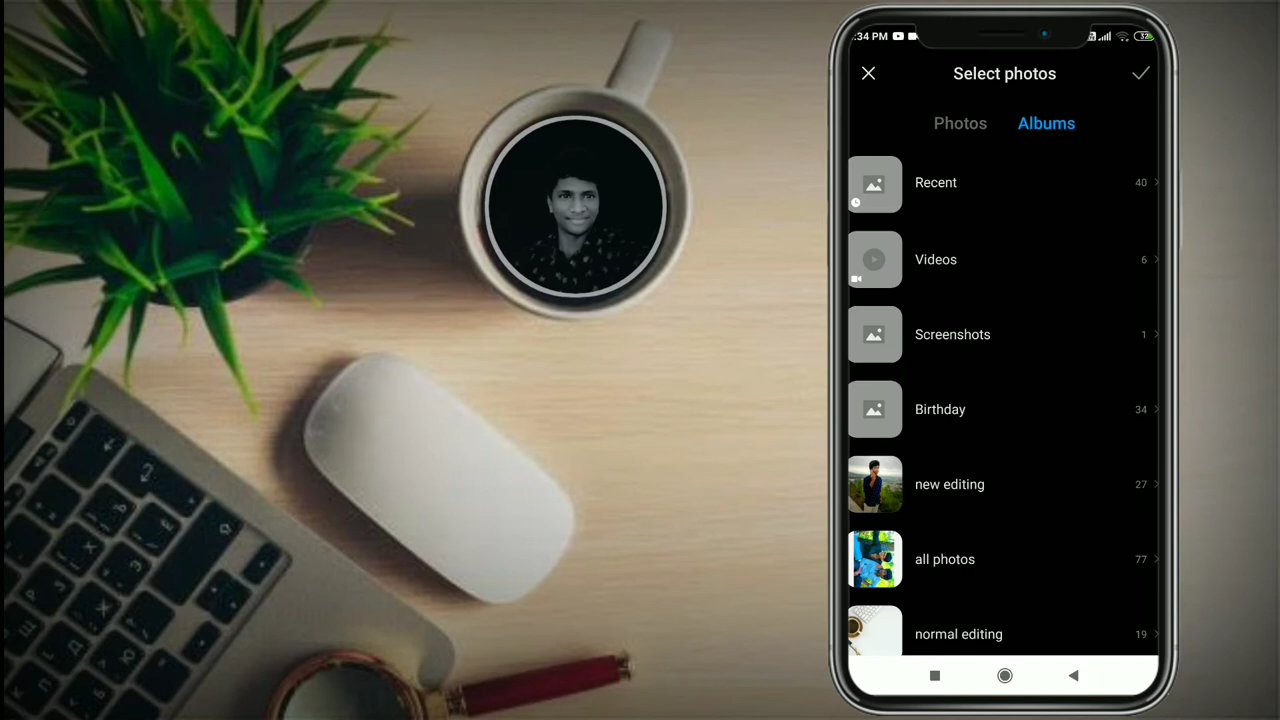 :34 PM 32
Select photos
Photos Albums
Recent 40
Videos 6
Screenshots 1
Birthday 34
new editing 27
all photos 77
normal editing 19